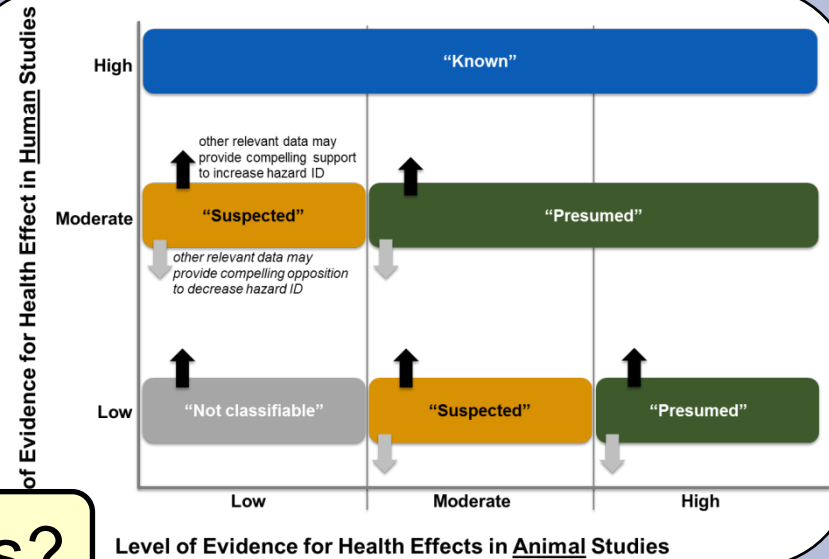 of Evidence for Health Effect in Human Studies
High
“Known”
other relevant data may
provide compelling support
to increase hazard ID
Moderate
“Suspected”
“Presumed”
other relevant data may
provide compelling opposition
to decrease hazard ID
Low
“Not classifiable”
“Suspected”
“Presumed”
Low Moderate High
Level of Evidence for Health Effects in Animal Studies